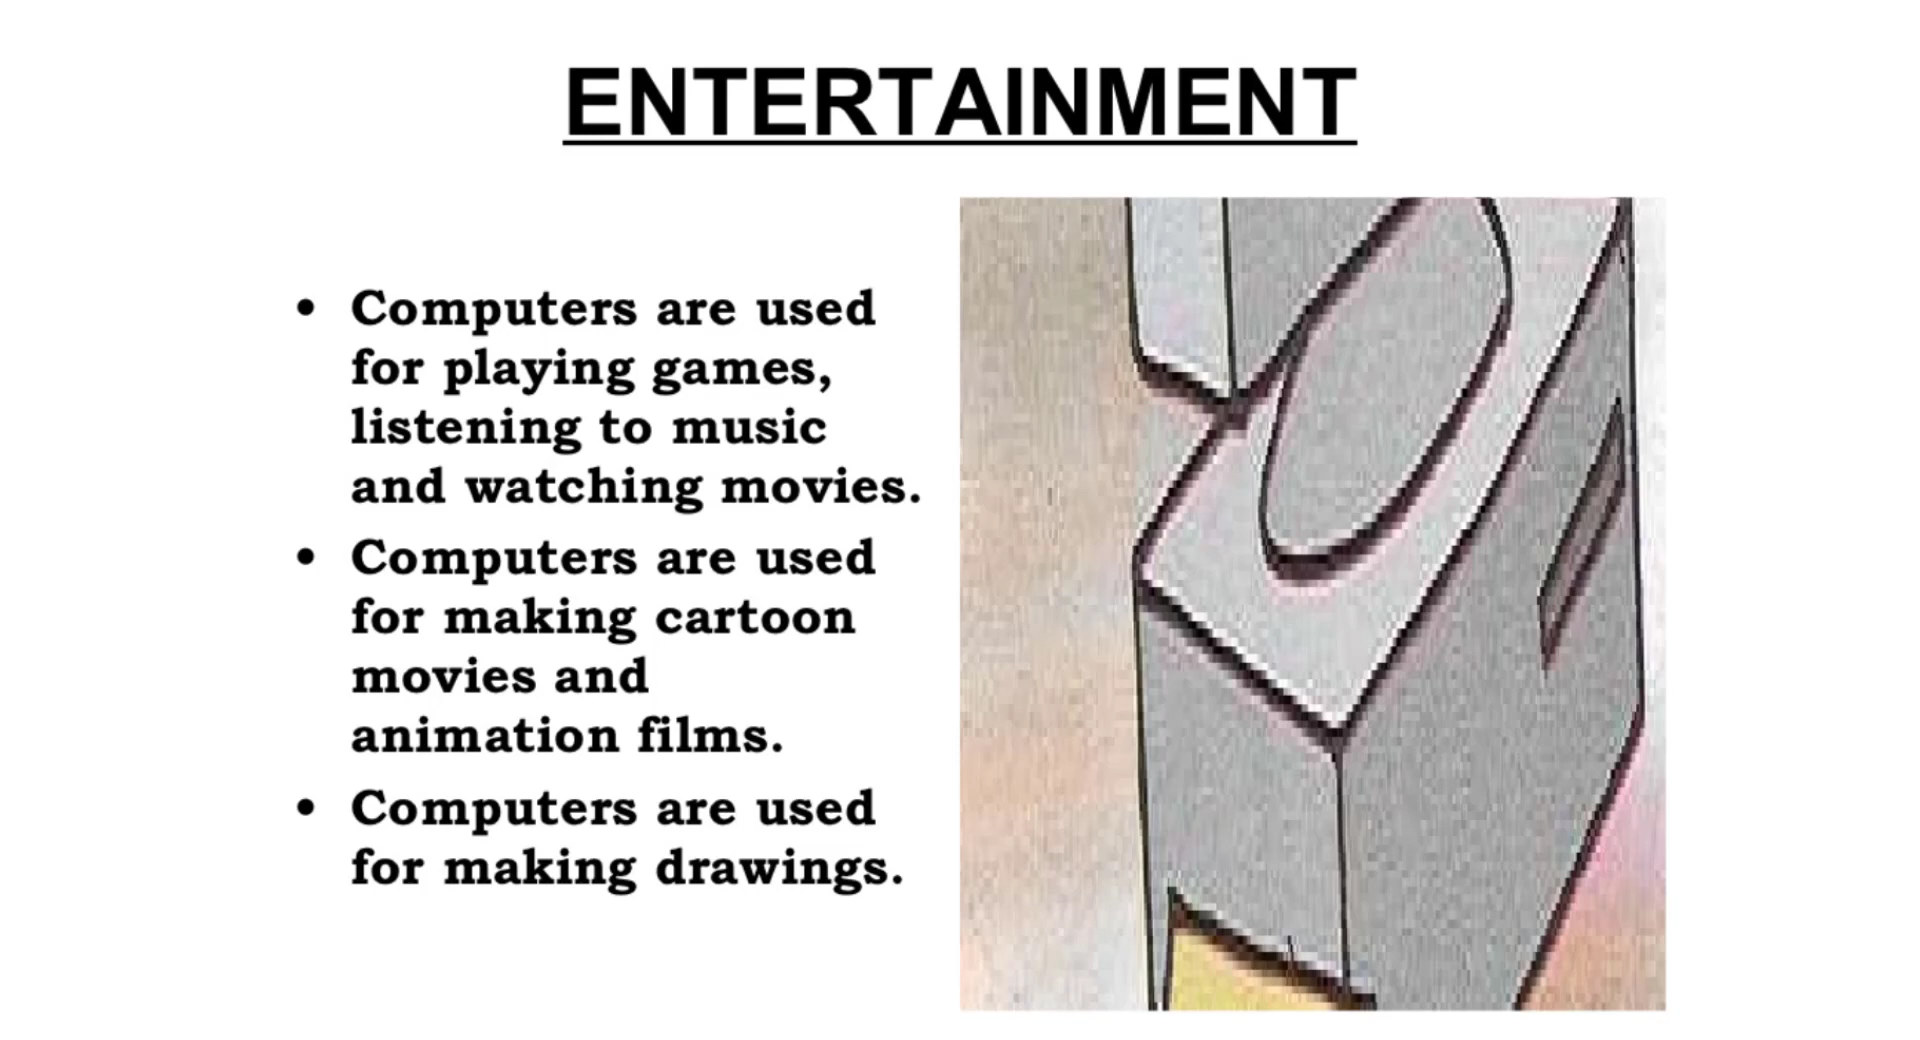 ENTERTAINMENT
• Computers are used
for playing games,
listening to music
and watching movies.
• Computers are used
for making cartoon
movies and
animation films.
• Computers are used
for making drawings.